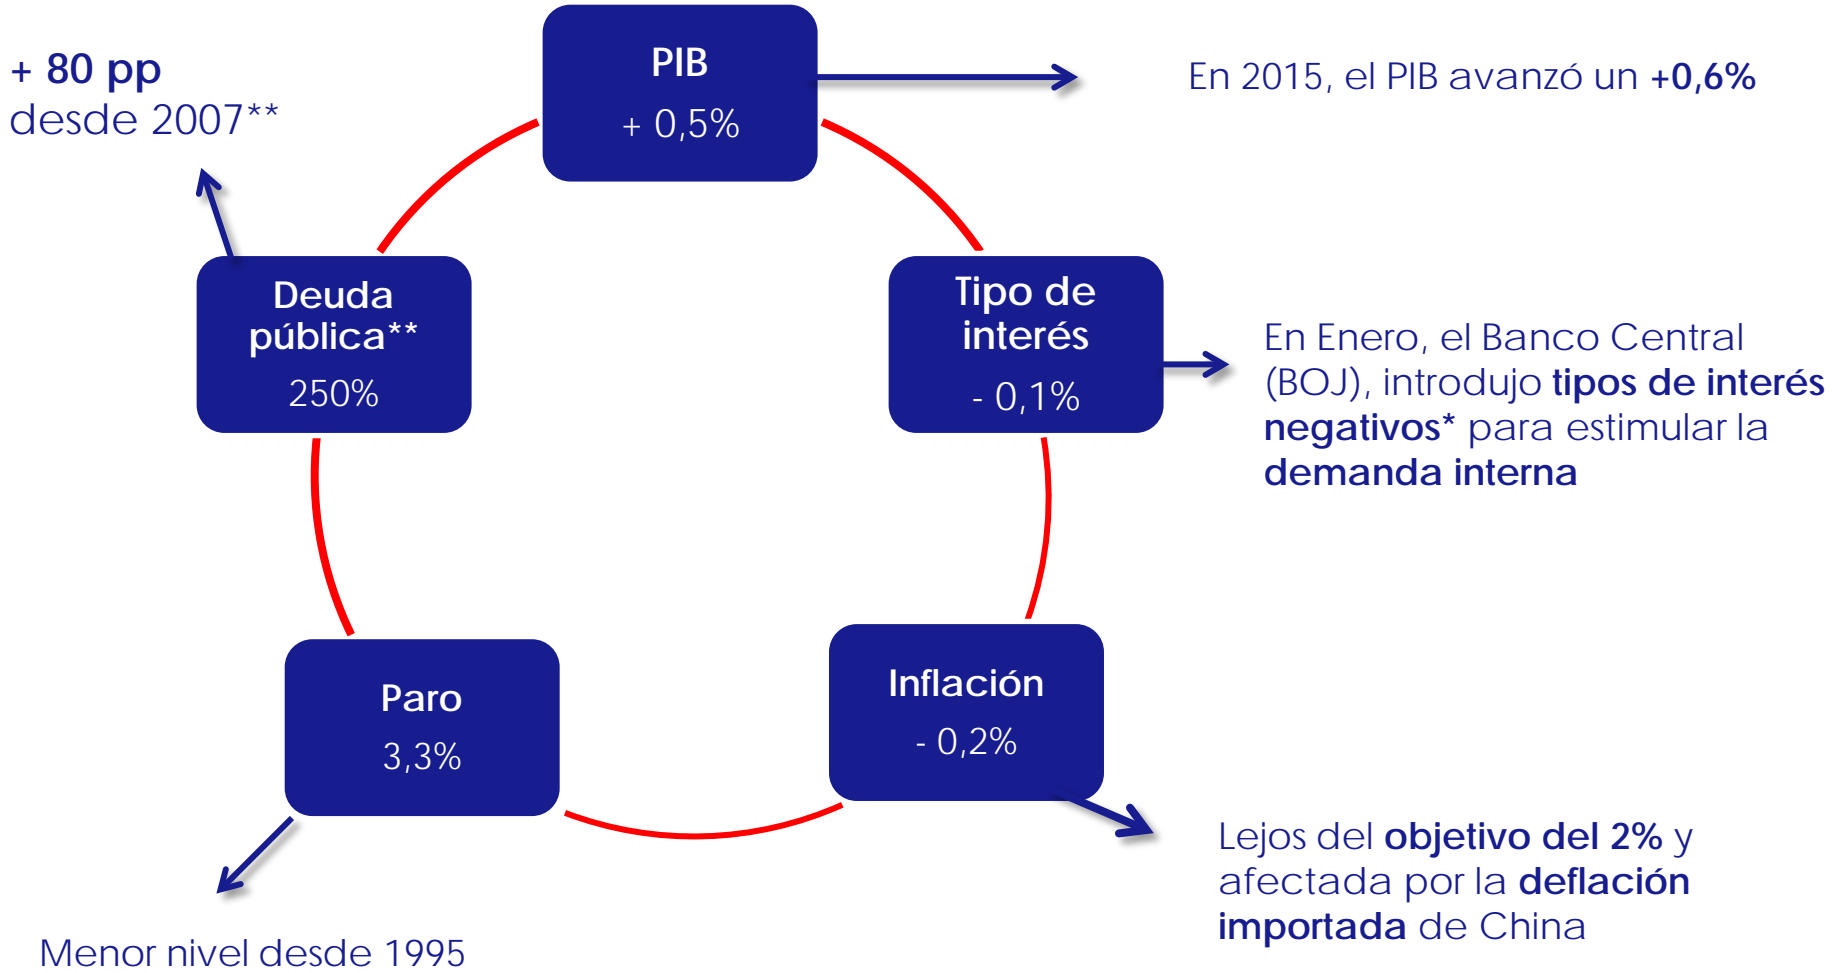 PIB
+ 0,5%
En 2015, el PIB avanzó un +0,6%
+ 80 pp
desde 2007**
Deuda
pública**
250%
Tipo de
interés
- 0,1%
En Enero, el Banco Central
(BOJ), introdujo tipos de interés
negativos* para estimular la
demanda interna
Paro
3,3%
Inflación
- 0,2%
Lejos del objetivo del 2% y
afectada por la deflación
importada de China
Menor nivel desde 1995